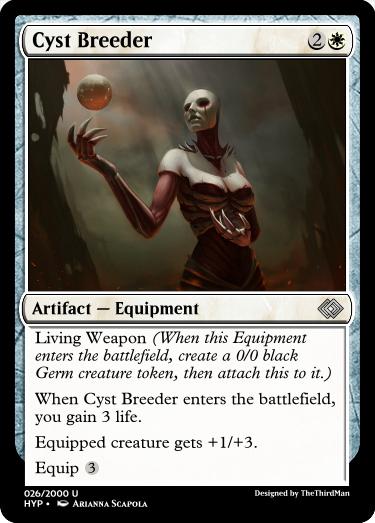 Cyst Breeder 2
Artifact — Equipment
Living Weapon (When this Equipment
enters the battlefield, create a 0/0 black
Germ creature token, then attach this to it.)
When Cyst Breeder enters the battlefield,
you gain 3 life.
Equipped creature gets +1/+3.
Equip 3
026/2000 U
HYP • Arianna Scapola
Designed by TheThirdMan